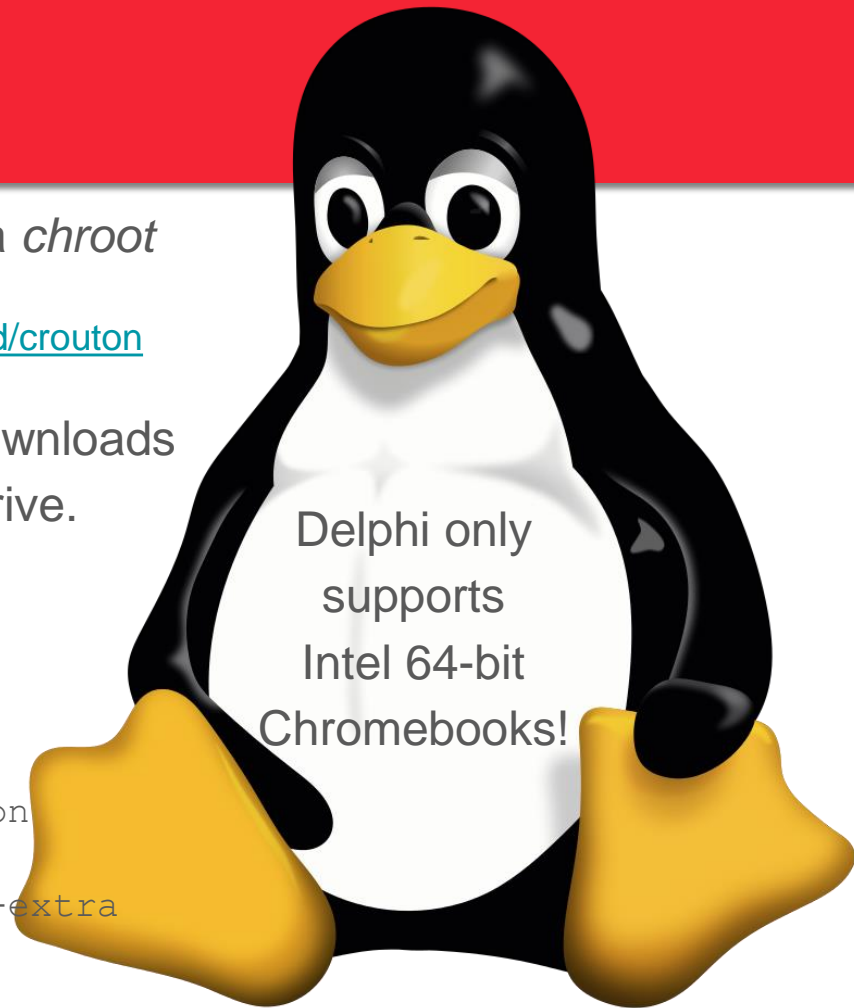 chroot
d/crouton
wnloads
rive.
Delphi only
supports
Intel 64-bit
Chromebooks!
on
-extra